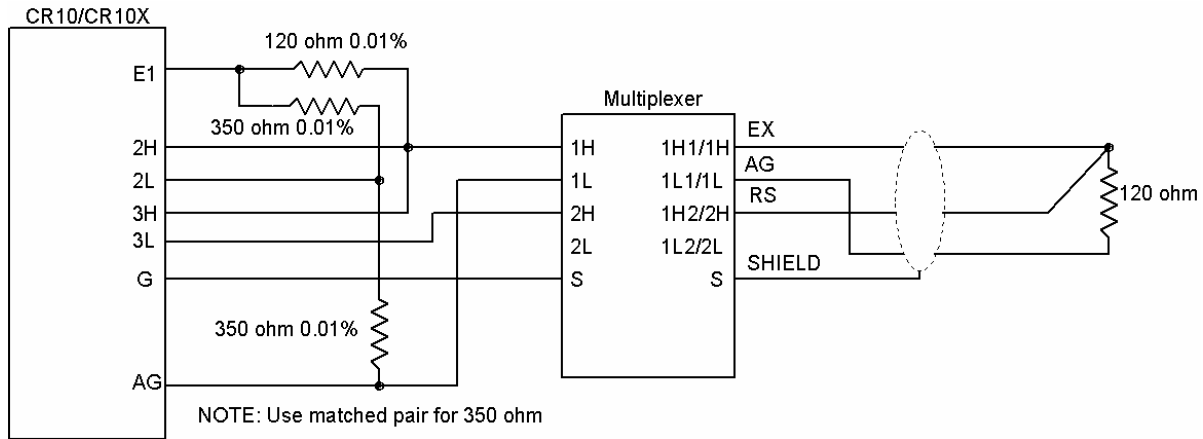 CR10/CR10X
E1
120 ohm 0.01%
350 ohm 0.01%
2H
2L
3H
3L
G
350 ohm 0.01%
AG
NOTE: Use matched pair for 350 ohm
Multiplexer
1H 1H1/1H
1L 1L1/1L
2H 1H2/2H
2L 1L2/2L
S S
EX
AG
RS
SHIELD
120 ohm